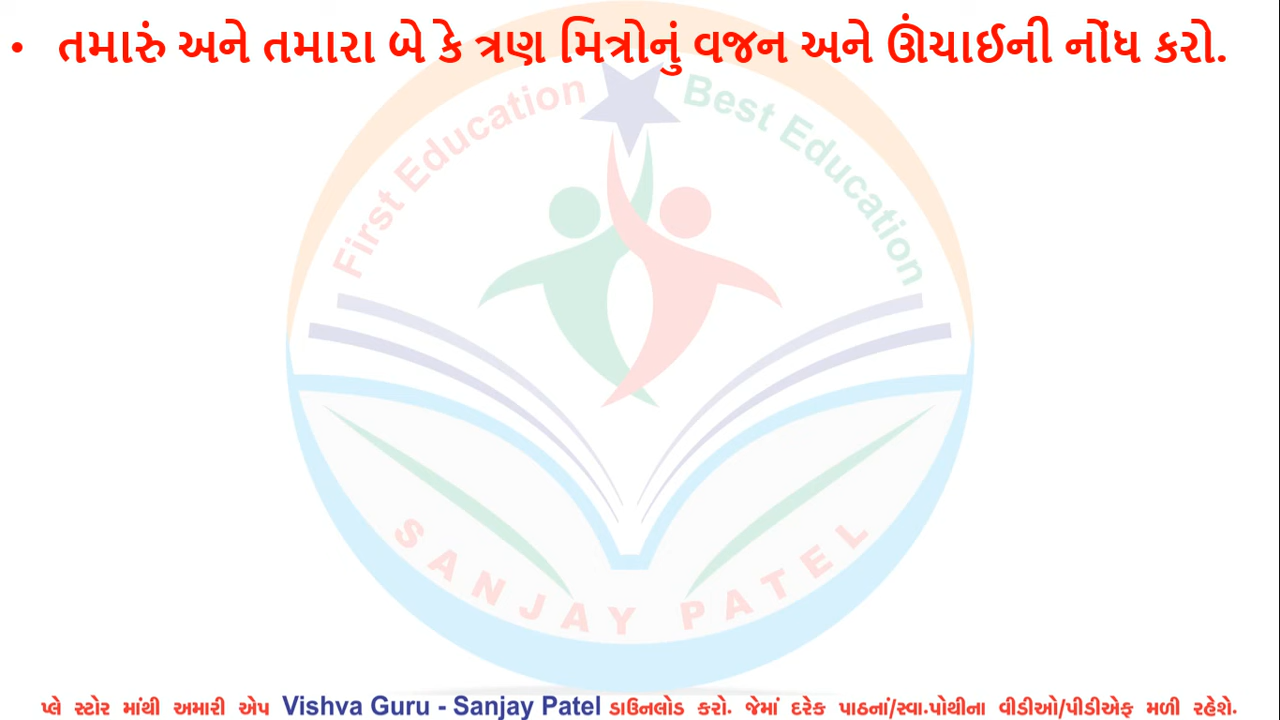 • તમારું અને તમારા બે કે ત્રણ મિત્રોનું વજન અને ઊંચાઈની નોંધ કરો.
First Education
Best Education
SANJAY PATEL
પ્લે સ્ટોર માંથી અમારી એપ Vishva Guru - Sanjay Patel ડાઉનલોડ કરો. જેમાં દરેક પાઠનાં/સ્વા.પોથીના વીડીઓ/પીડીએફ મળી રહેશે.